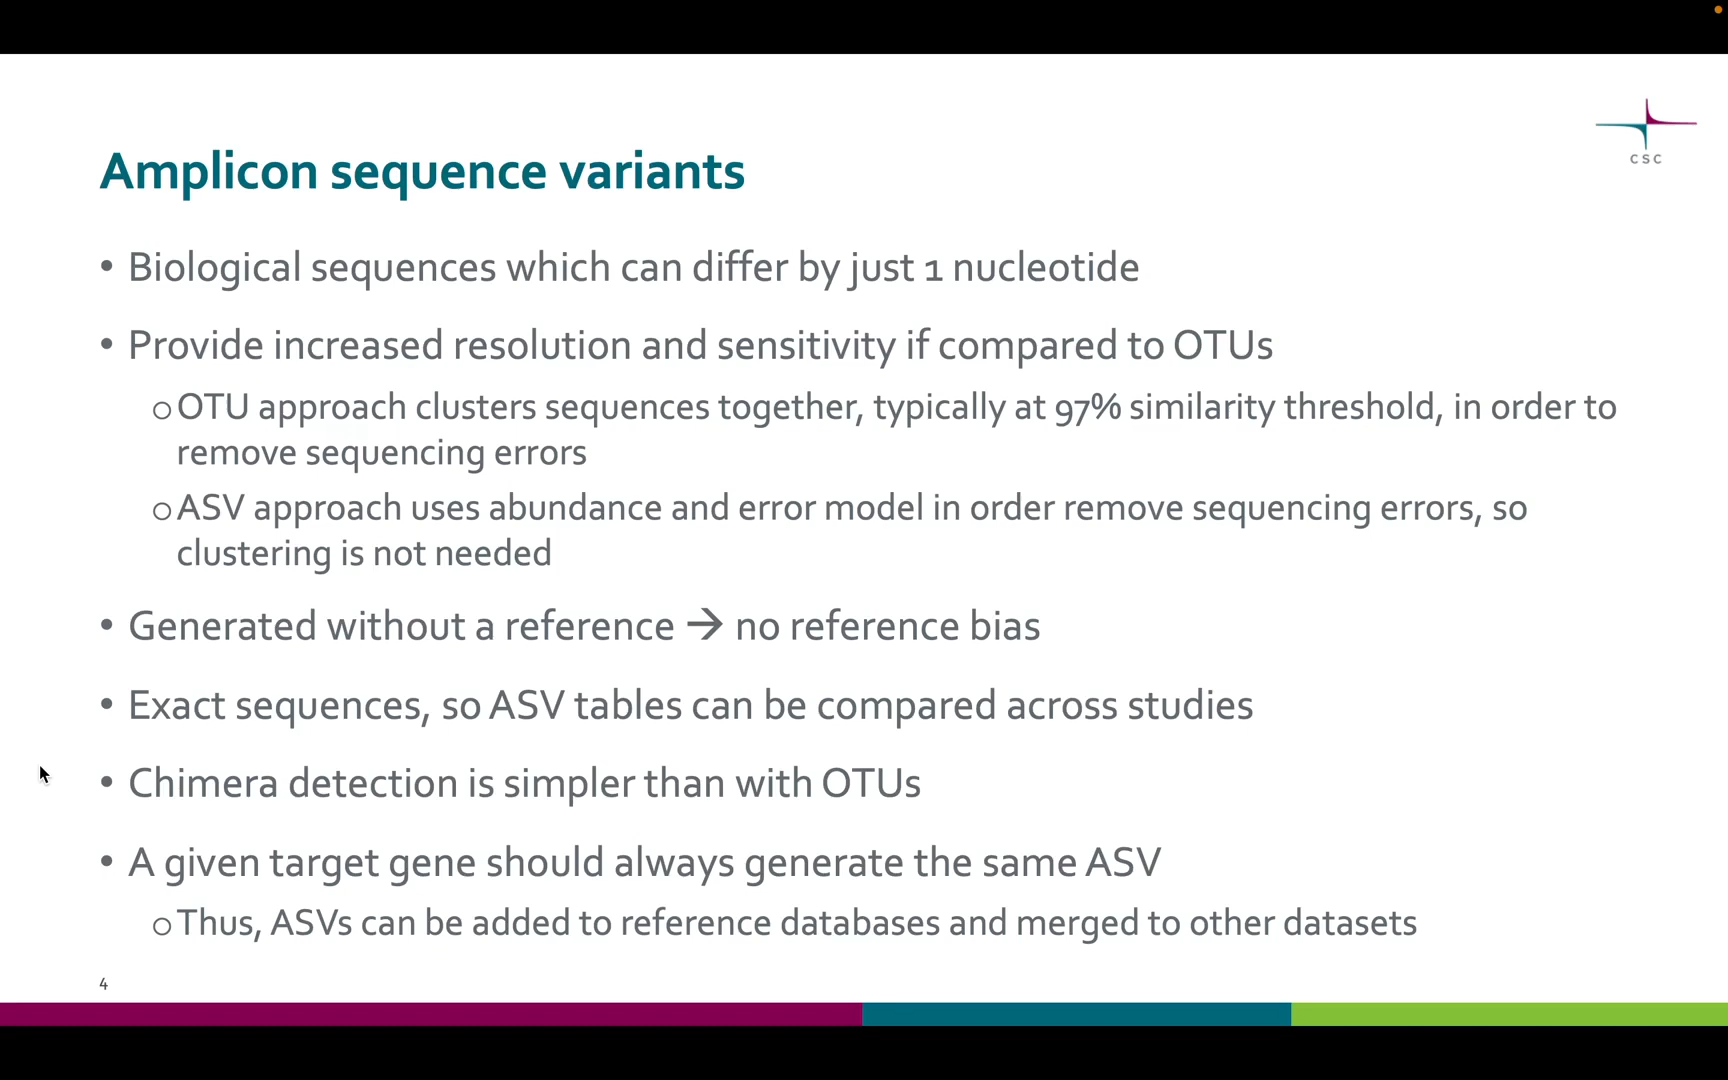 CSC
Amplicon sequence variants
• Biological sequences which can differ by just 1 nucleotide
• Provide increased resolution and sensitivity if compared to OTUs
o OTU approach clusters sequences together, typically at 97% similarity threshold, in order to
remove sequencing errors
o ASV approach uses abundance and error model in order remove sequencing errors, so
clustering is not needed
• Generated without a reference → no reference bias
• Exact sequences, so ASV tables can be compared across studies
• Chimera detection is simpler than with OTUs
• A given target gene should always generate the same ASV
o Thus, ASVs can be added to reference databases and merged to other datasets
4